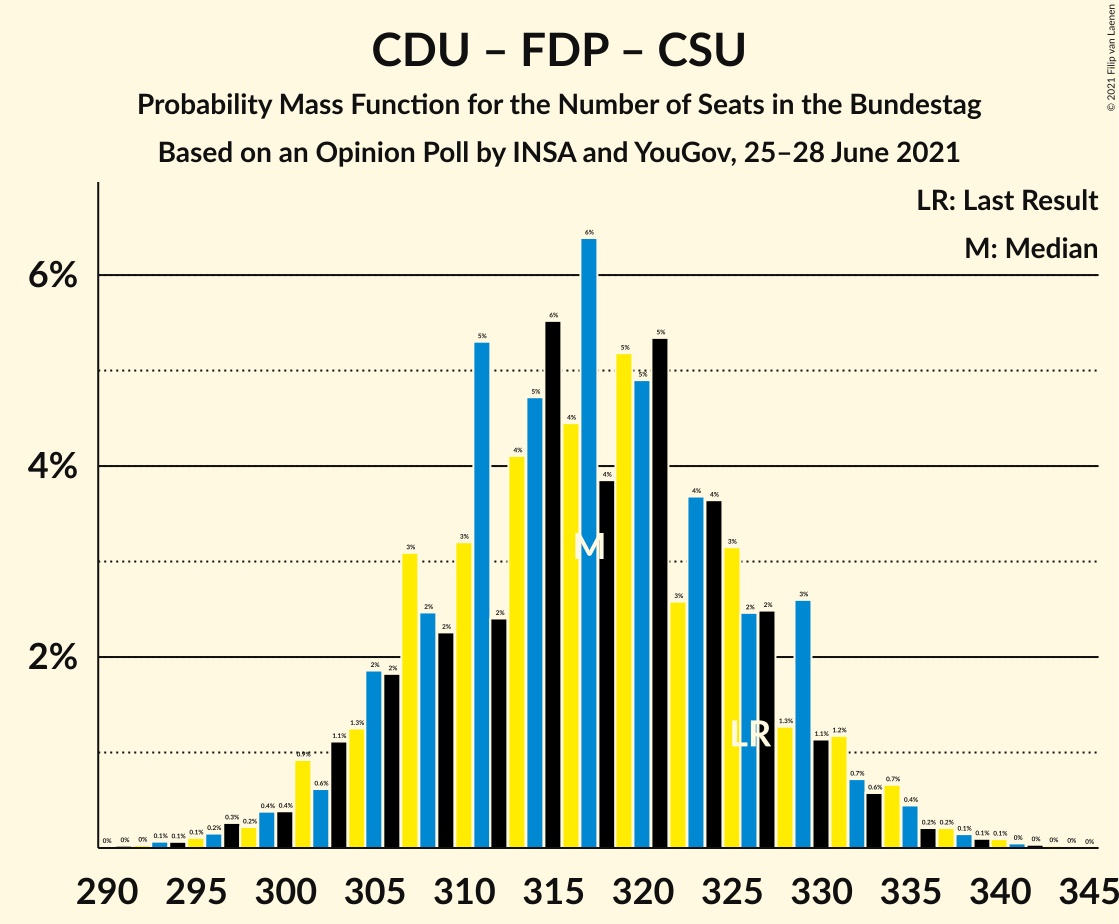 CDU – FDP – CSU
Probability Mass Function for the Number of Seats in the Bundestag
Based on an Opinion Poll by INSA and YouGov, 25–28 June 2021
© 2021 Filip van Laenen
LR: Last Result
M: Median
6%
4%
2%
0% 0% 0% 0.1% 0.1% 0.1% 0.2% 0.3% 0.2% 0.4% 0.4% 0.9% 0.6% 1.1% 1.3% 2% 2% 3% 2% 2% 3% 5% 2% 4% 5% 6% 4% 6% 4% 5% 5% 5% 3% 4% 4% 3% 2% 2% 1.3% 3% 1.1% 1.2% 0.7% 0.6% 0.7% 0.4% 0.2% 0.2% 0.1% 0.1% 0.1% 0% 0% 0% 0% 0%
M
LR
290 295 300 305 310 315 320 325 330 335 340 345